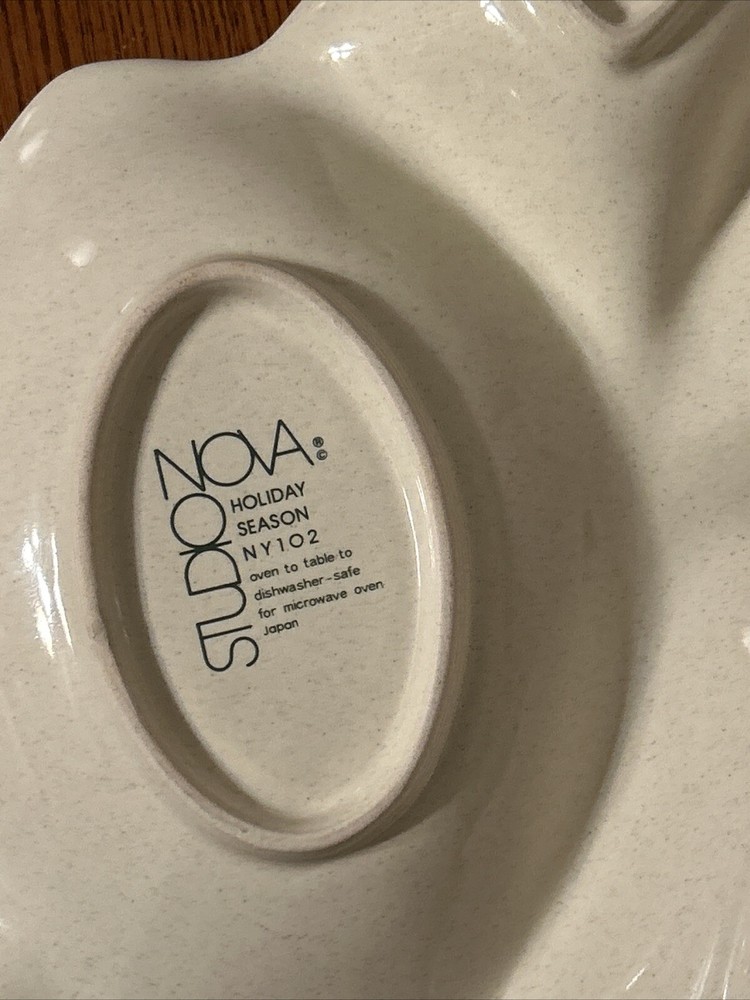 STUDIO NOVA ® ©
HOLIDAY
SEASON
NY102
oven to table to
dishwasher-safe
for microwave oven
Japan